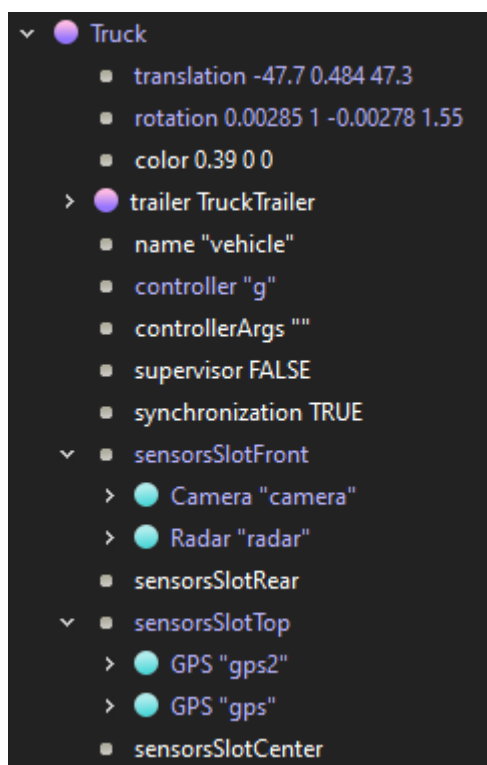 Truck
translation -47.7 0.484 47.3
rotation 0.00285 1 -0.00278 1.55
color 0.39 0 0
trailer TruckTrailer
name "vehicle"
controller "g"
controllerArgs ""
supervisor FALSE
synchronization TRUE
sensorsSlotFront
Camera "camera"
Radar "radar"
sensorsSlotRear
sensorsSlotTop
GPS "gps2"
GPS "gps"
sensorsSlotCenter